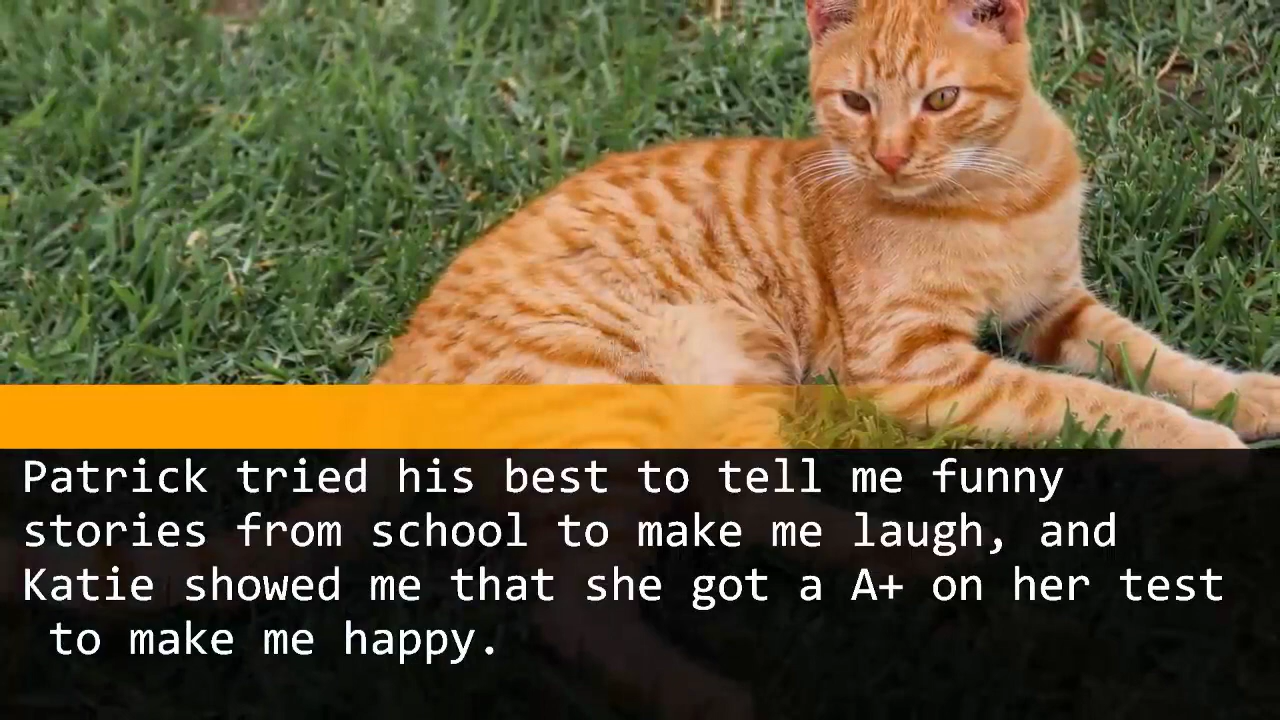 Patrick tried his best to tell me funny
stories from school to make me laugh, and
Katie showed me that she got a A+ on her test
to make me happy.